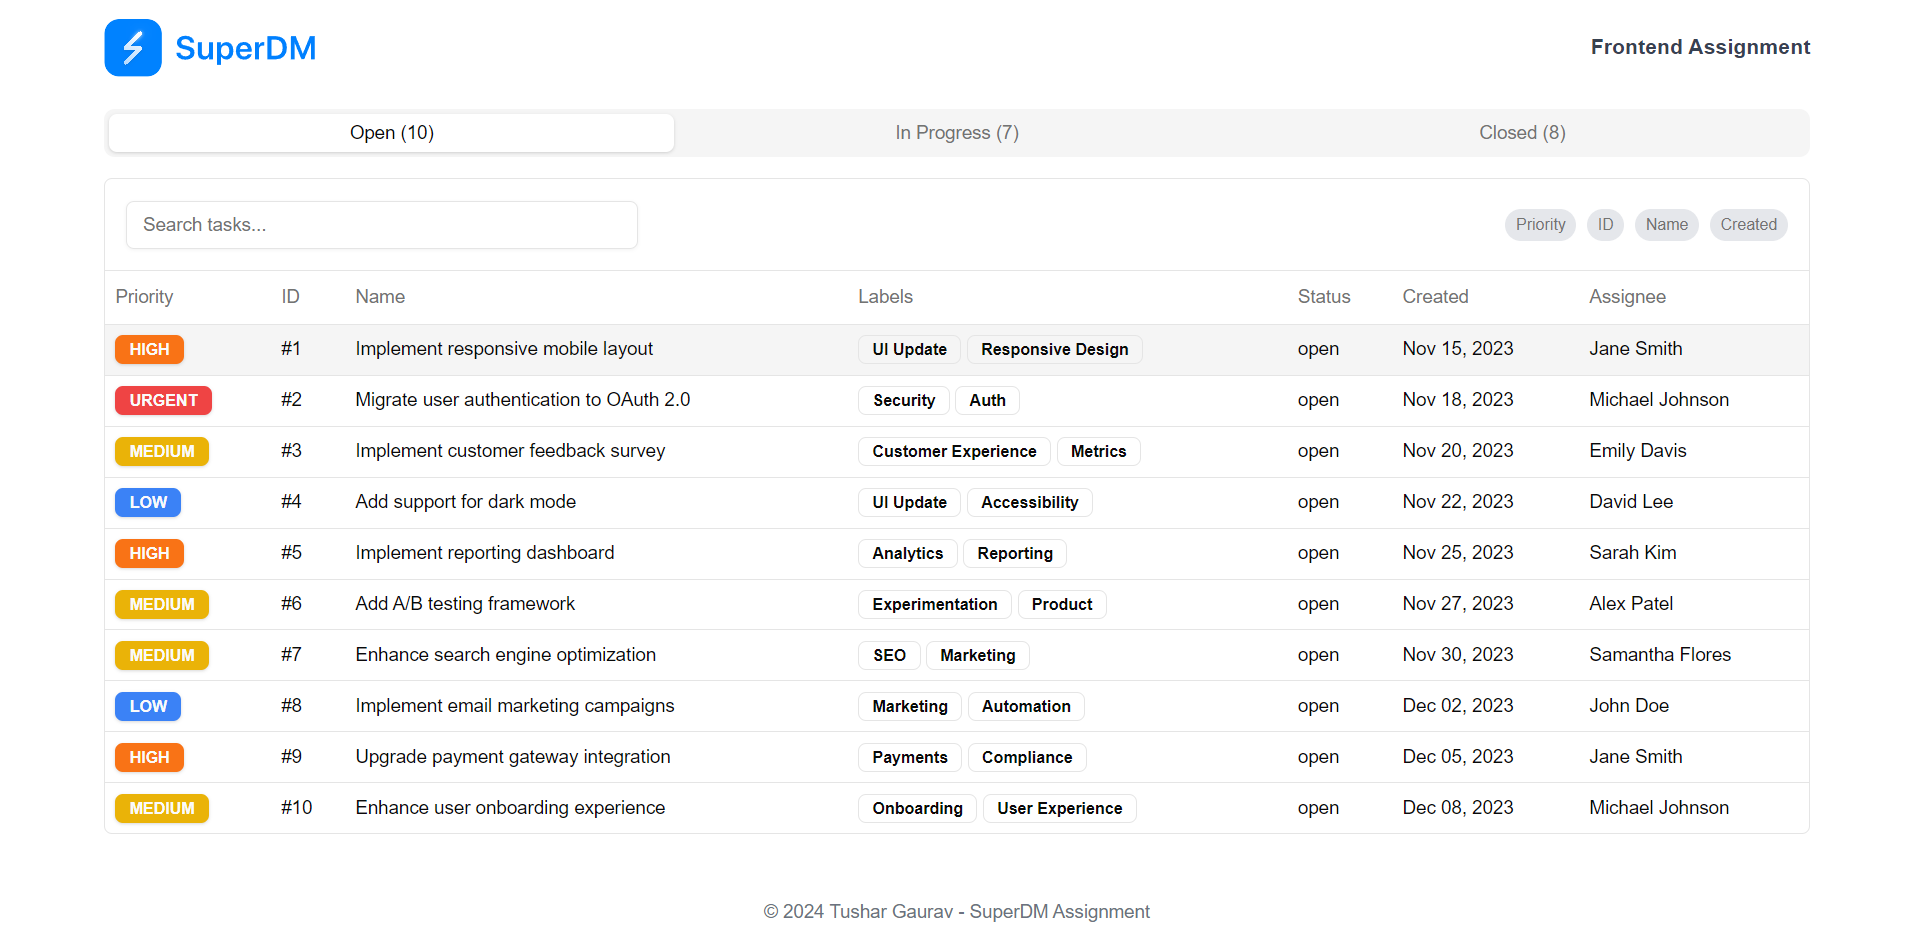 SuperDM
Frontend Assignment
Open (10) In Progress (7) Closed (8)
Search tasks... Priority ID Name Created
Priority ID Name Labels Status Created Assignee
HIGH #1 Implement responsive mobile layout UI Update Responsive Design open Nov 15, 2023 Jane Smith
URGENT #2 Migrate user authentication to OAuth 2.0 Security Auth open Nov 18, 2023 Michael Johnson
MEDIUM #3 Implement customer feedback survey Customer Experience Metrics open Nov 20, 2023 Emily Davis
LOW #4 Add support for dark mode UI Update Accessibility open Nov 22, 2023 David Lee
HIGH #5 Implement reporting dashboard Analytics Reporting open Nov 25, 2023 Sarah Kim
MEDIUM #6 Add A/B testing framework Experimentation Product open Nov 27, 2023 Alex Patel
MEDIUM #7 Enhance search engine optimization SEO Marketing open Nov 30, 2023 Samantha Flores
LOW #8 Implement email marketing campaigns Marketing Automation open Dec 02, 2023 John Doe
HIGH #9 Upgrade payment gateway integration Payments Compliance open Dec 05, 2023 Jane Smith
MEDIUM #10 Enhance user onboarding experience Onboarding User Experience open Dec 08, 2023 Michael Johnson
© 2024 Tushar Gaurav - SuperDM Assignment